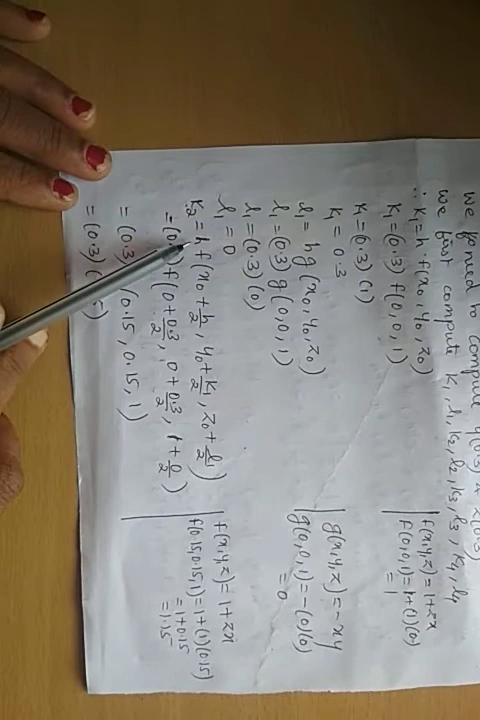 we need to compute y(0.3) & z(0.3)
we first compute K1, l1, K2, l2, K3, l3, K4, l4
∴ K1 = h · f(x0, y0, z0)
K1 = (0.3) f(0, 0, 1)
K1 = (0.3) (1)
K1 = 0.3
f(x, y, z) = 1 + zx
f(0, 0, 1) = 1 + (1)(0)
= 1
l1 = h g(x0, y0, z0)
l1 = (0.3) g(0, 0, 1)
l1 = (0.3) (0)
l1 = 0
g(x, y, z) = -xy
g(0, 0, 1) = -(0)(0)
= 0
K2 = h f(x0 + h/2, y0 + K1/2, z0 + l1/2)
= (0. f(0 + 0.3/2, 0 + 0.3/2, 1 + 0/2)
= (0.3 (0.15, 0.15, 1)
= (0.3) ( 5)
f(x, y, z) = 1 + zx
f(0.15, 0.15, 1) = 1 + (1)(0.15)
= 1 + 0.15
= 1.15